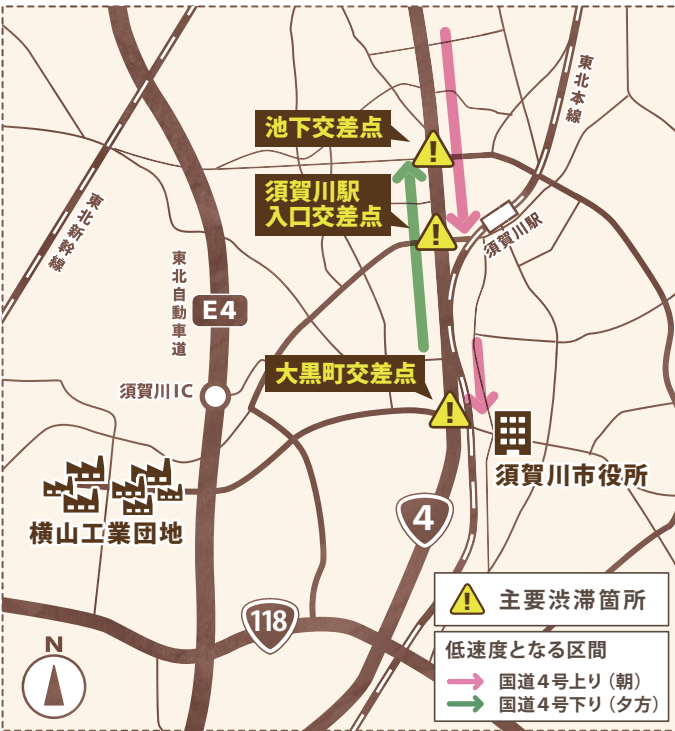 東北本線
池下交差点
須賀川駅
入口交差点
須賀川駅
東北新幹線
東北自動車道
E4
大黒町交差点
須賀川IC
須賀川市役所
横山工業団地
4
118
N
主要渋滞箇所
低速度となる区間
国道4号上り(朝)
国道4号下り(夕方)